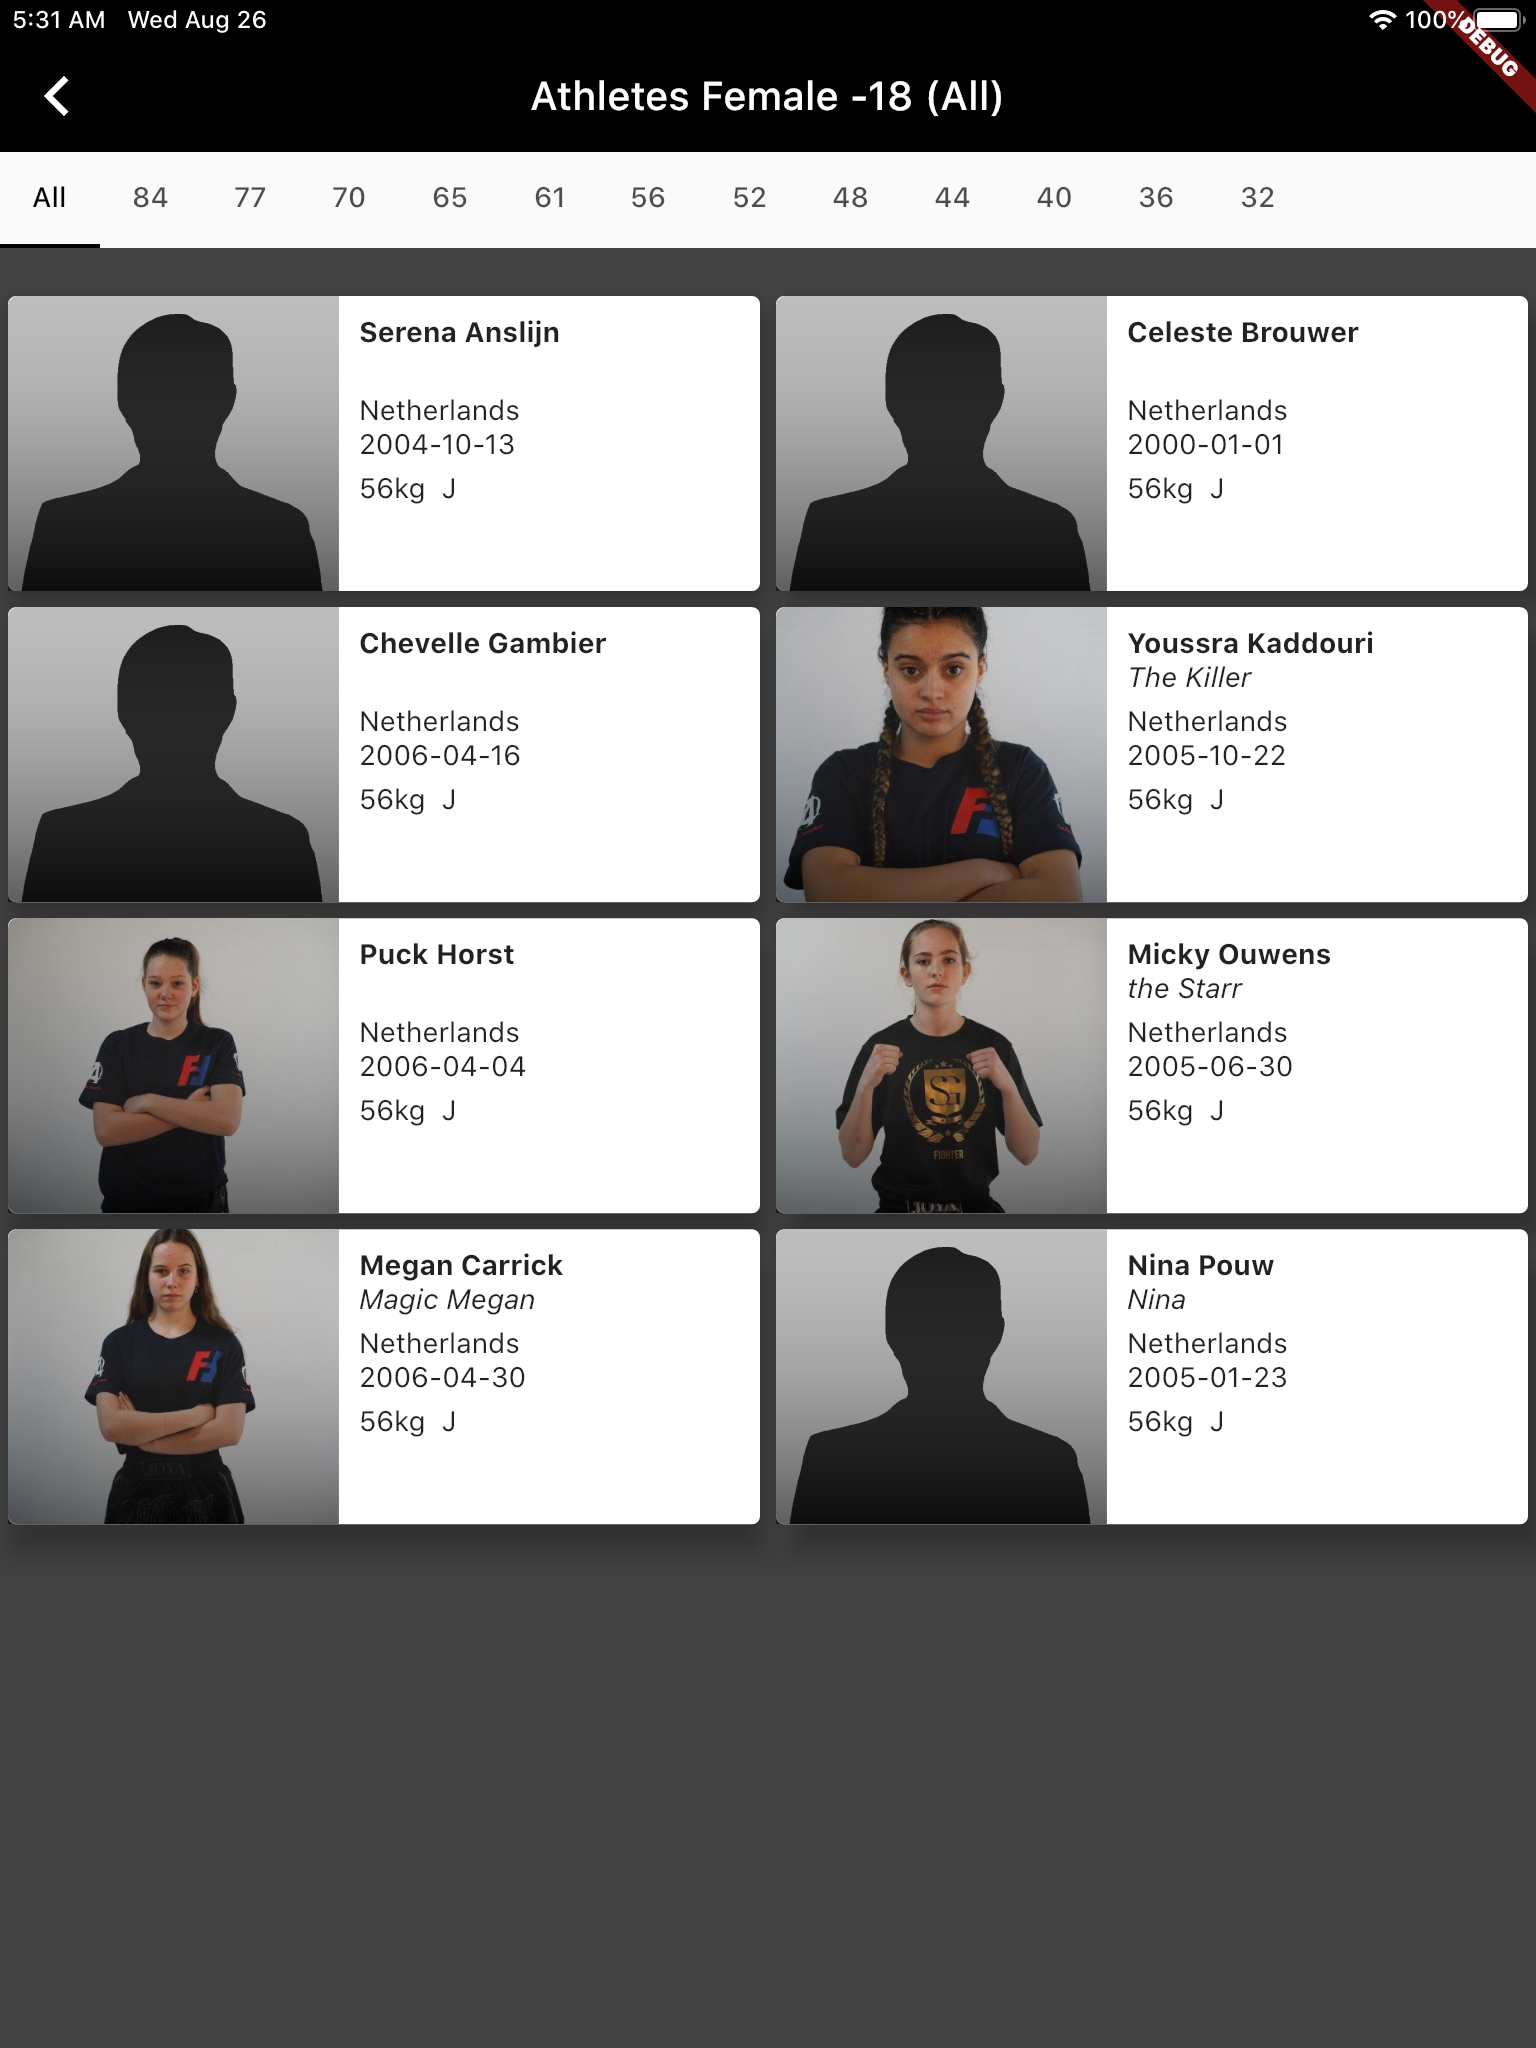 5:31 AM Wed Aug 26 100%
DEBUG
Athletes Female -18 (All)
All 84 77 70 65 61 56 52 48 44 40 36 32
Serena Anslijn
Netherlands
2004-10-13
56kg J
Celeste Brouwer
Netherlands
2000-01-01
56kg J
Chevelle Gambier
Netherlands
2006-04-16
56kg J
Youssra Kaddouri
The Killer
Netherlands
2005-10-22
56kg J
Puck Horst
Netherlands
2006-04-04
56kg J
SG
FIGHTER
JOYA
Micky Ouwens
the Starr
Netherlands
2005-06-30
56kg J
JOYA
Megan Carrick
Magic Megan
Netherlands
2006-04-30
56kg J
Nina Pouw
Nina
Netherlands
2005-01-23
56kg J